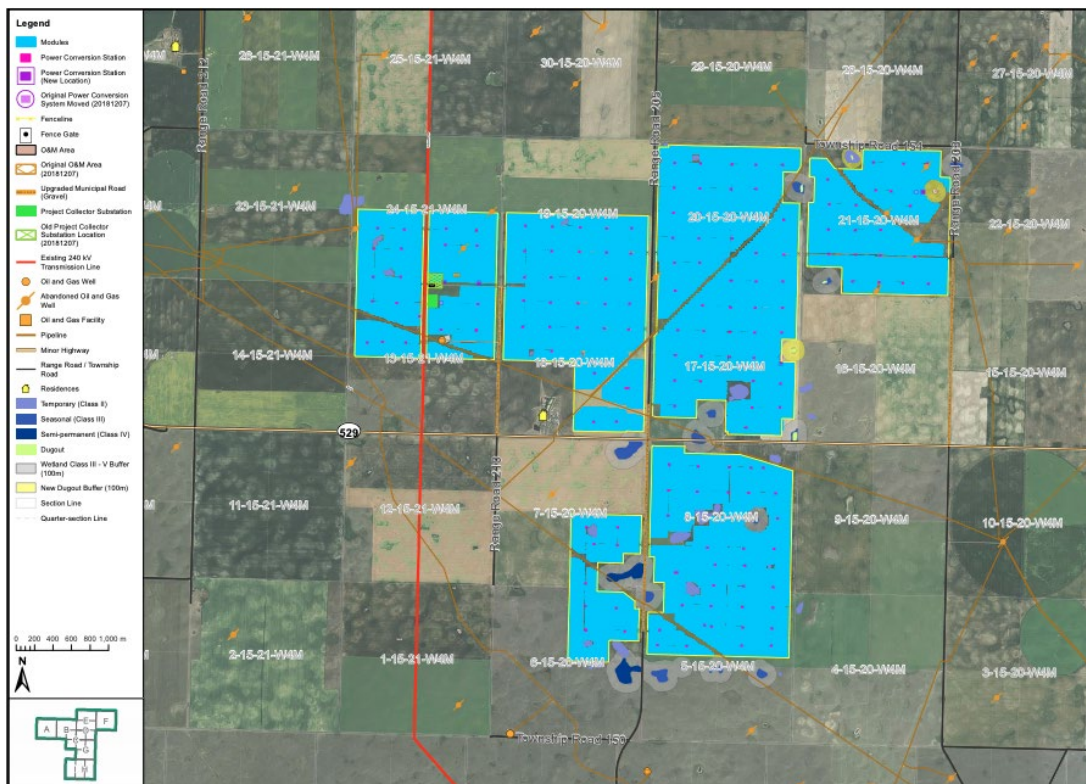 Legend
Modules
Power Conversion Station
Power Conversion Station
(New Location)
Original Power Conversion
System Moved (20181207)
Fenceline
Fence Gate
O&M Area
Original O&M Area
(20181207)
Upgraded Municipal Road
(Gravel)
Project Collector Substation
Old Project Collector
Substation Location
(20181207)
Existing 240 kV
Transmission Line
Oil and Gas Well
Abandoned Oil and Gas
Well
Oil and Gas Facility
Pipeline
Minor Highway
Range Road / Township
Road
Residences
Temporary (Class II)
Seasonal (Class III)
Semi-permanent (Class IV)
Dugout
Wetland Class III - V Buffer
(100m)
New Dugout Buffer (100m)
Section Line
Quarter-section Line
0 200 400 600 800 1,000 m
N
A B E F
G
26-15-21-W4M
25-15-21-W4M
30-15-20-W4M
29-15-20-W4M
28-15-20-W4M
27-15-20-W4M
Range Road 212
Range Road 205
Township Road 154
Range Road 203
23-15-21-W4M
24-15-21-W4M
19-15-20-W4M
20-15-20-W4M
21-15-20-W4M
22-15-20-W4M
14-15-21-W4M
13-15-21-W4M
18-15-20-W4M
17-15-20-W4M
16-15-20-W4M
15-15-20-W4M
529
Range Road 213
11-15-21-W4M
12-15-21-W4M
7-15-20-W4M
8-15-20-W4M
9-15-20-W4M
10-15-20-W4M
2-15-21-W4M
1-15-21-W4M
6-15-20-W4M
5-15-20-W4M
4-15-20-W4M
3-15-20-W4M
Township Road 150